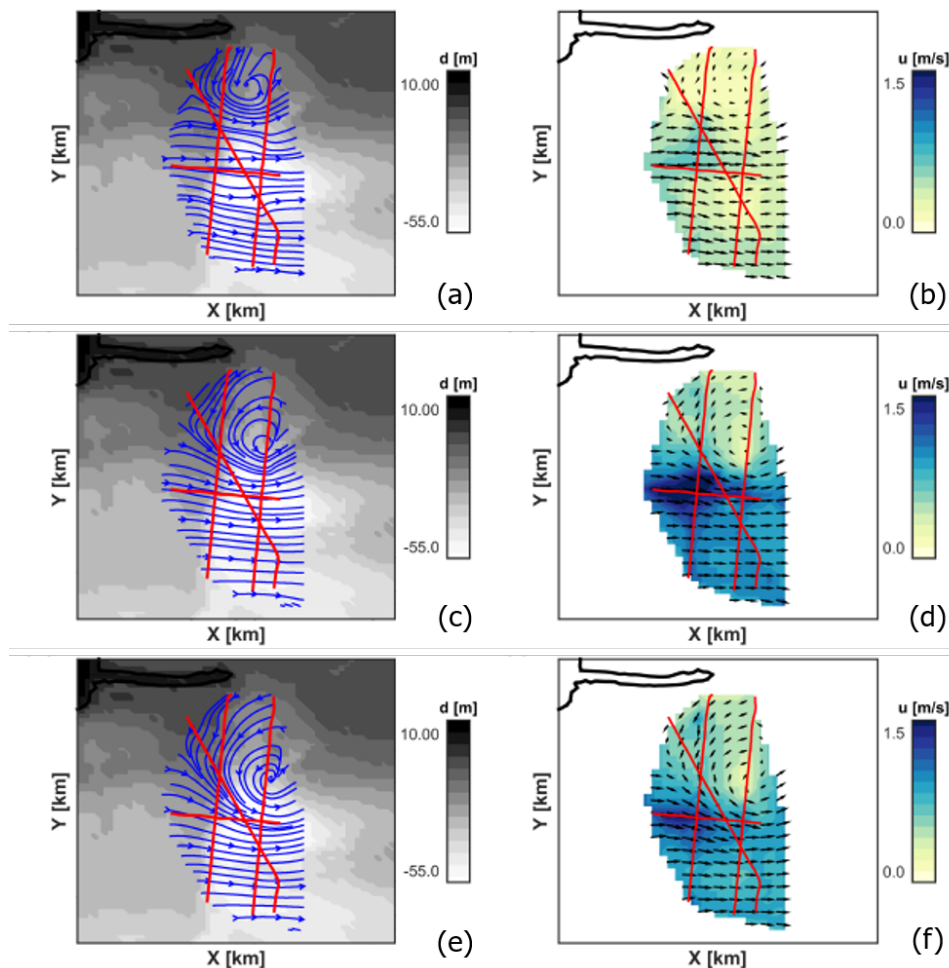 d [m]
10.00
-55.0
Y [km]
X [km]
(a)
u [m/s]
1.5
0.0
Y [km]
X [km]
(b)
d [m]
10.00
-55.0
Y [km]
X [km]
(c)
u [m/s]
1.5
0.0
Y [km]
X [km]
(d)
d [m]
10.00
-55.0
Y [km]
X [km]
(e)
u [m/s]
1.5
0.0
Y [km]
X [km]
(f)